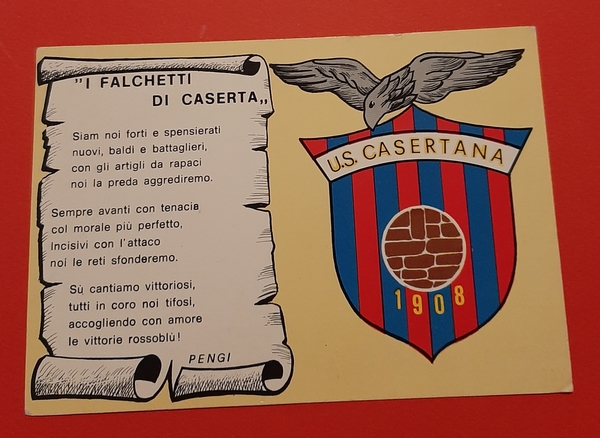 "I FALCHETTI
DI CASERTA„
Siam noi forti e spensierati
nuovi, baldi e battaglieri,
con gli artigli da rapaci
noi la preda aggrediremo.
Sempre avanti con tenacia
col morale più perfetto,
Incisivi con l'attaco
noi le reti sfonderemo.
Sù cantiamo vittoriosi,
tutti in coro noi tifosi,
accogliendo con amore
le vittorie rossoblù!
PENGI
U.S. CASERTANA
1908